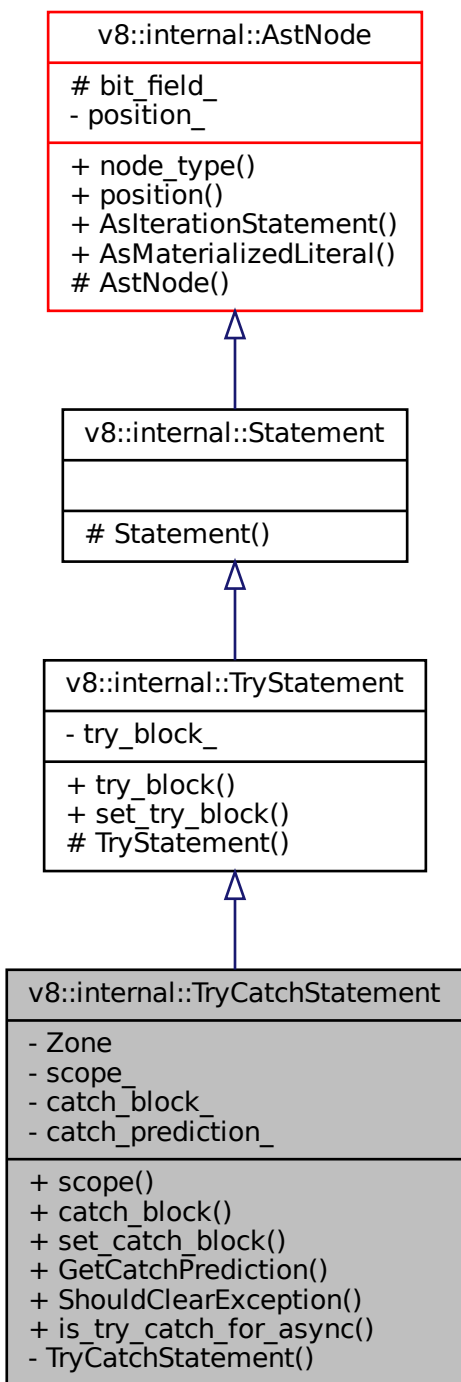 v8::internal::AstNode
# bit_field_
- position_
+ node_type()
+ position()
+ AsIterationStatement()
+ AsMaterializedLiteral()
# AstNode()
v8::internal::Statement
# Statement()
v8::internal::TryStatement
- try_block_
+ try_block()
+ set_try_block()
# TryStatement()
v8::internal::TryCatchStatement
- Zone
- scope_
- catch_block_
- catch_prediction_
+ scope()
+ catch_block()
+ set_catch_block()
+ GetCatchPrediction()
+ ShouldClearException()
+ is_try_catch_for_async()
- TryCatchStatement()